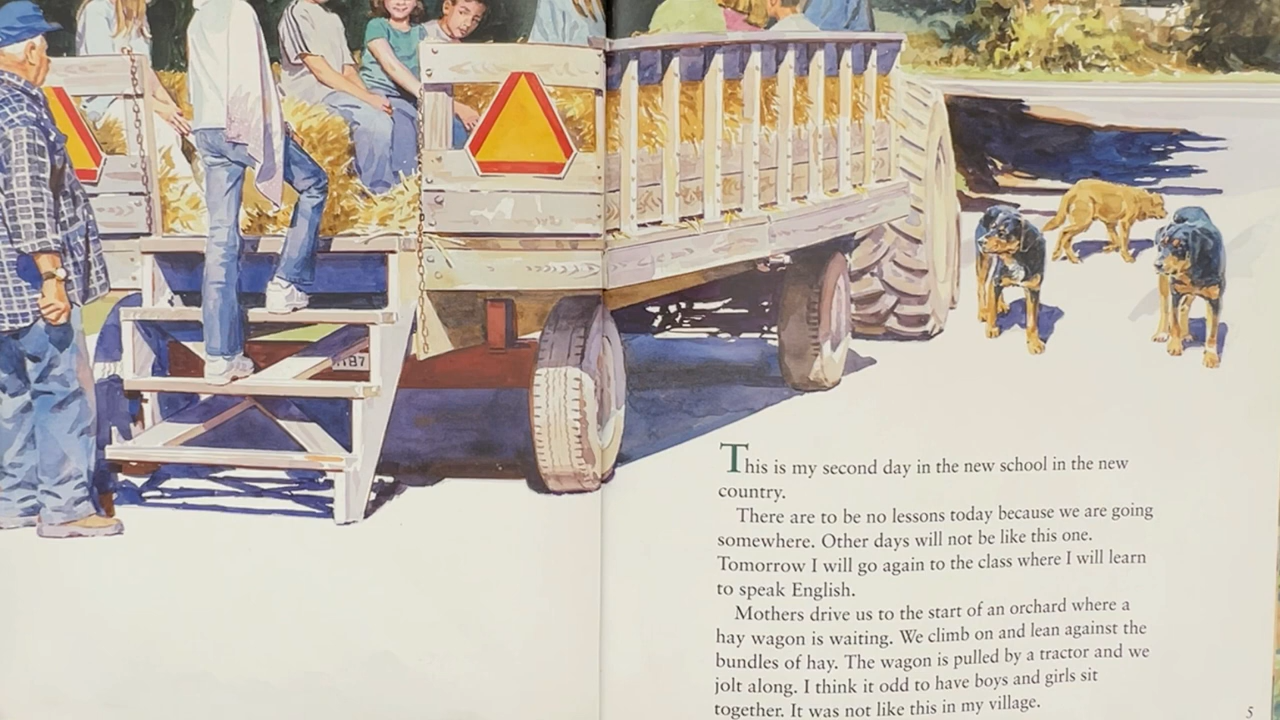 This is my second day in the new school in the new
country.
There are to be no lessons today because we are going
somewhere. Other days will not be like this one.
Tomorrow I will go again to the class where I will learn
to speak English.
Mothers drive us to the start of an orchard where a
hay wagon is waiting. We climb on and lean against the
bundles of hay. The wagon is pulled by a tractor and we
jolt along. I think it odd to have boys and girls sit
together. It was not like this in my village.
5